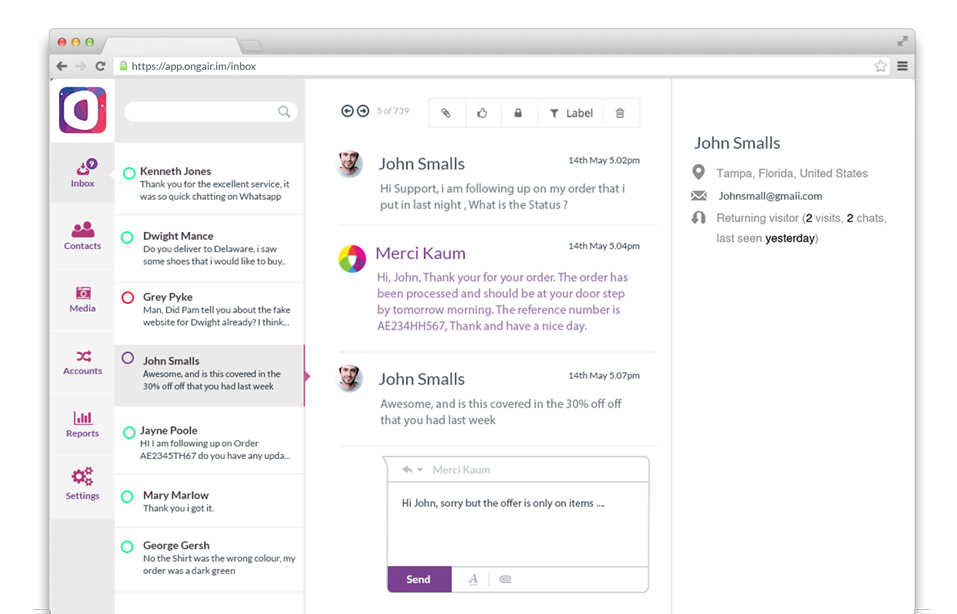 https://app.ongair.im/inbox
9
Inbox
Contacts
Media
Accounts
Reports
Settings
Kenneth Jones
Thank you for the excellent service, it
was so quick chatting on Whatsapp
Dwight Mance
Do you deliver to Delaware, i saw
some shoes that i would like to buy..
Grey Pyke
Man, Did Pam tell you about the fake
website for Dwight already? I think...
John Smalls
Awesome, and is this covered in the
30% off off that you had last week
Jayne Poole
HI I am following up on Order
AE2345TH67 do you have any upda...
Mary Marlow
Thank you i got it.
George Gersh
No the Shirt was the wrong colour, my
order was a dark green
5 of 739
Label
John Smalls
14th May 5.02pm
Hi Support, i am following up on my order that i
put in last night , What is the Status ?
Merci Kaum
14th May 5.04pm
Hi, John, Thank your for your order. The order has
been processed and should be at your door step
by tomorrow morning. The reference number is
AE234HH567, Thank and have a nice day.
John Smalls
14th May 5.07pm
Awesome, and is this covered in the 30% off off
that you had last week
Merci Kaum
Hi John, sorry but the offer is only on items ....
Send
A
John Smalls
Tampa, Florida, United States
Johnsmall@gmaii.com
Returning visitor (2 visits, 2 chats,
last seen yesterday)